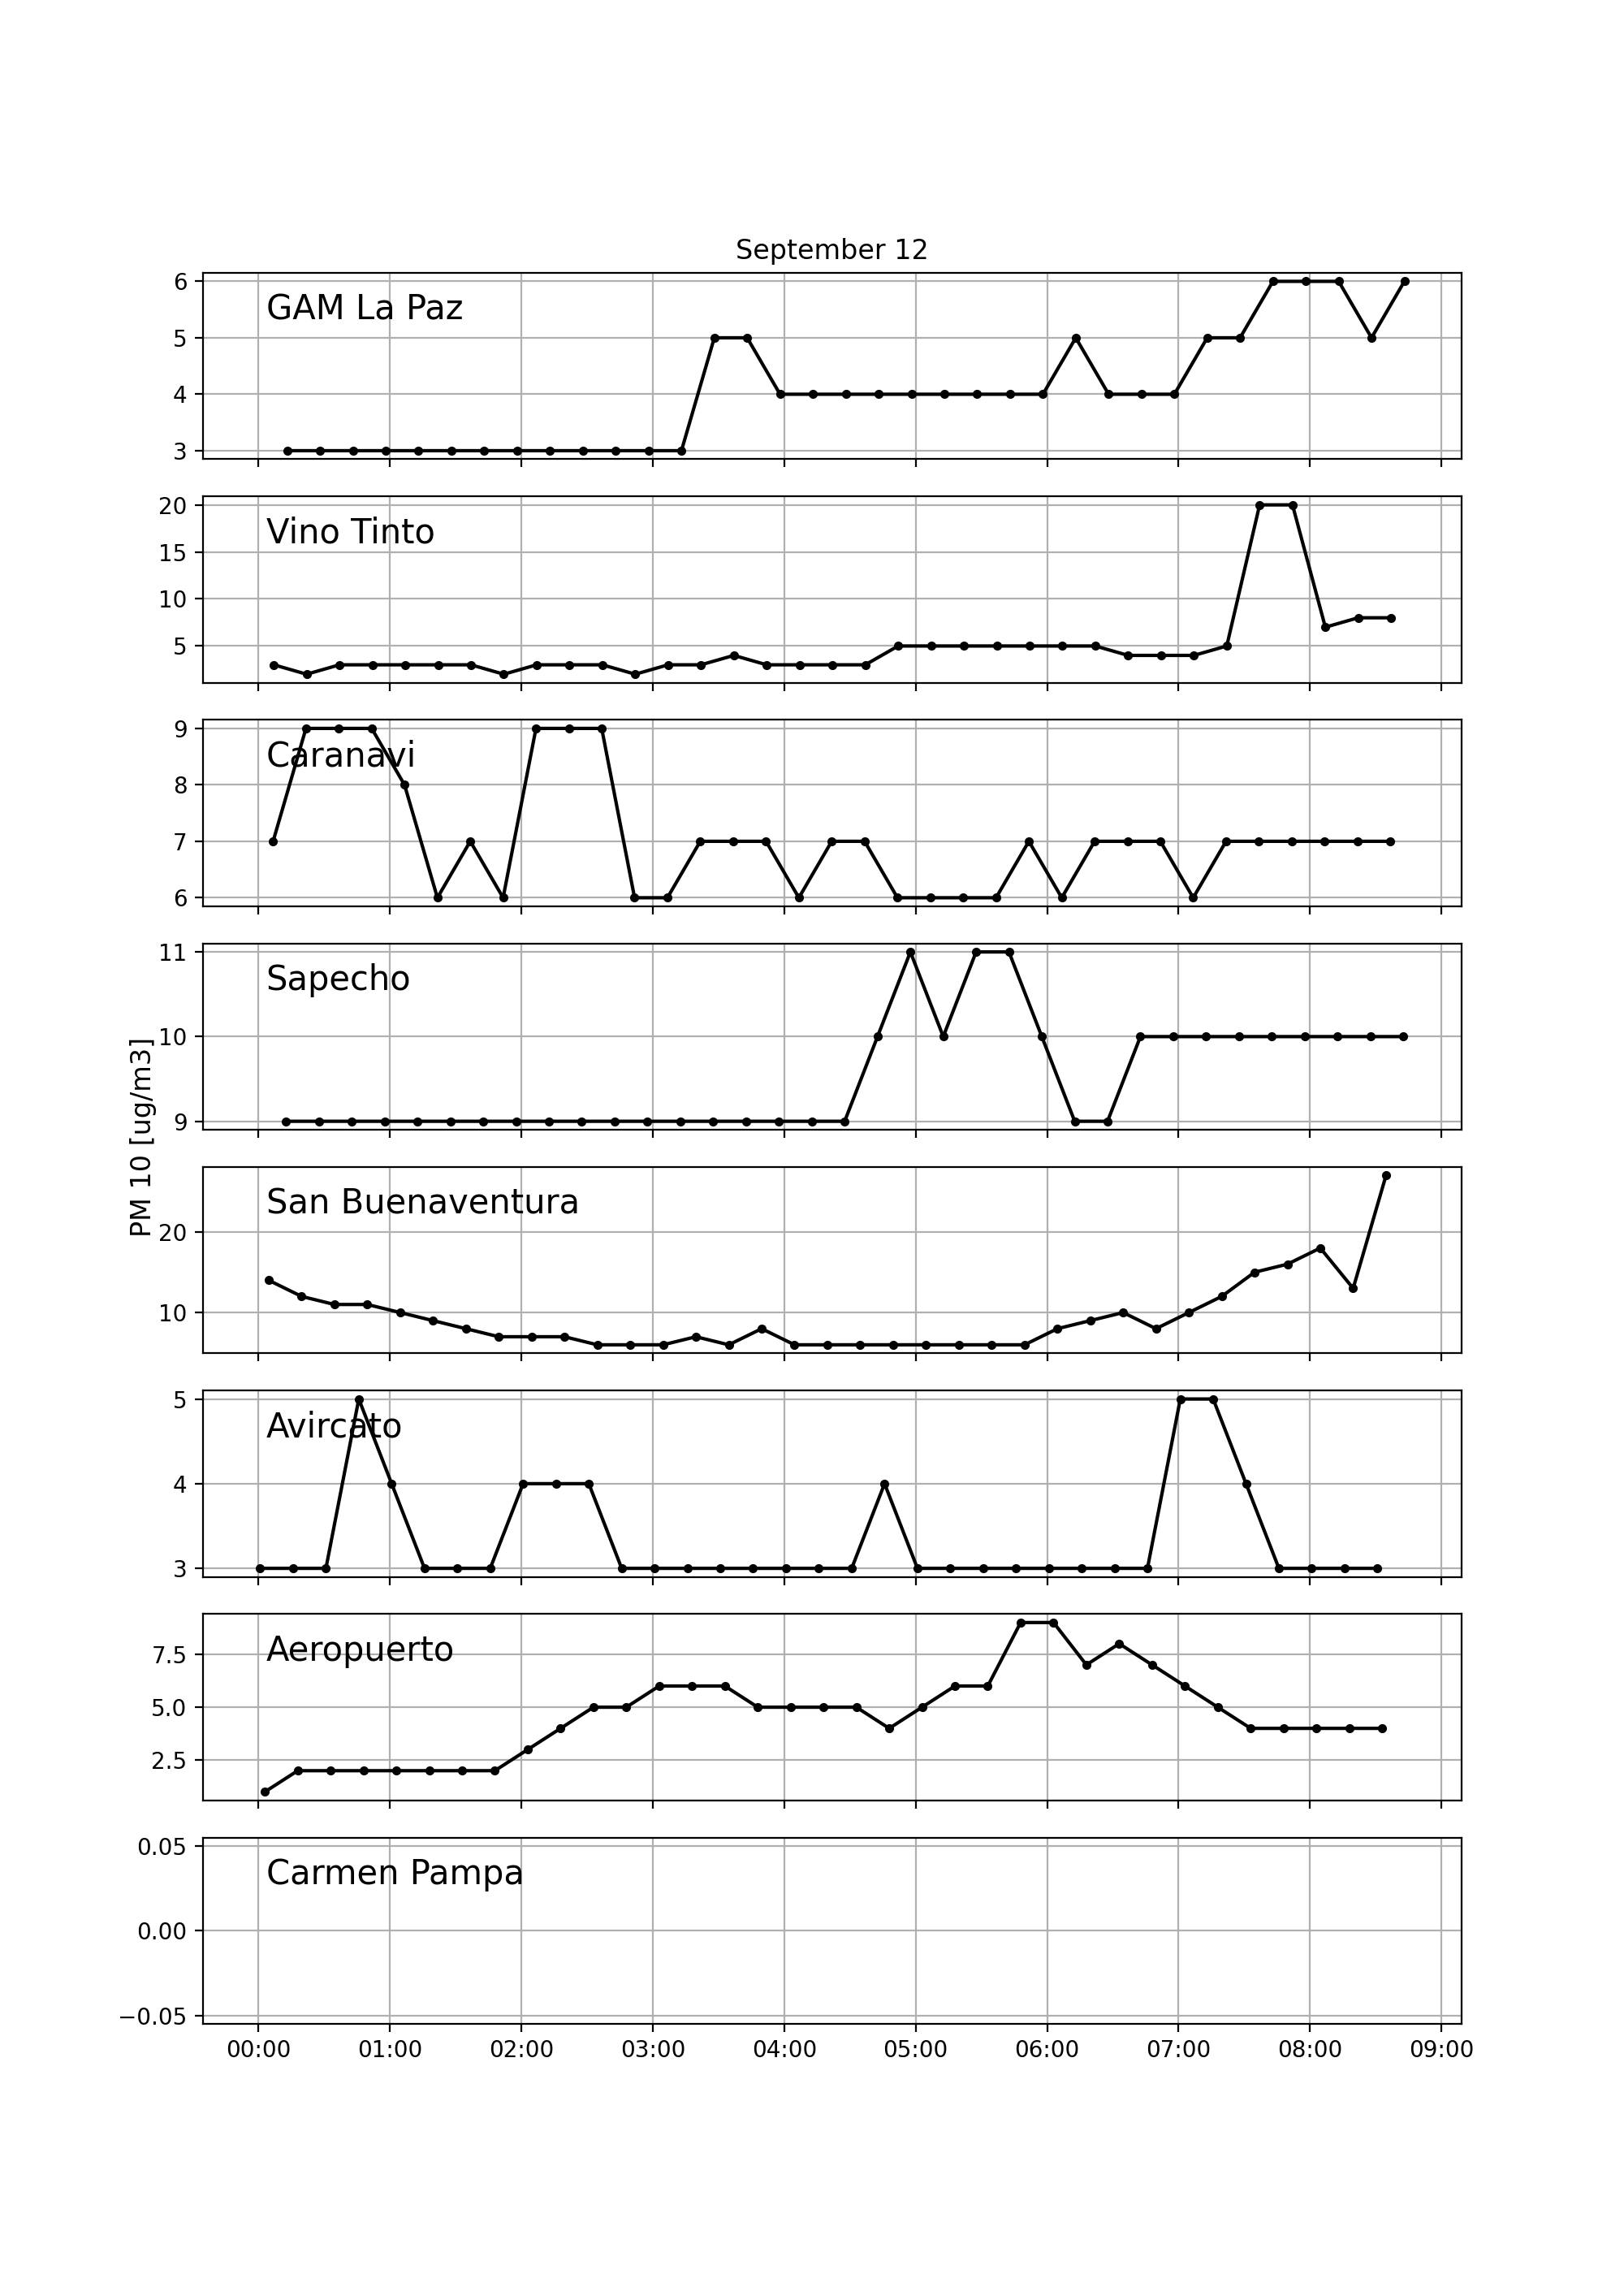 September 12
PM 10 [ug/m3]
GAM La Paz
6
5
4
3
Vino Tinto
20
15
10
5
Caranavi
9
8
7
6
Sapecho
11
10
9
San Buenaventura
20
10
Avircato
5
4
3
Aeropuerto
7.5
5.0
2.5
Carmen Pampa
0.05
0.00
−0.05
00:00 01:00 02:00 03:00 04:00 05:00 06:00 07:00 08:00 09:00